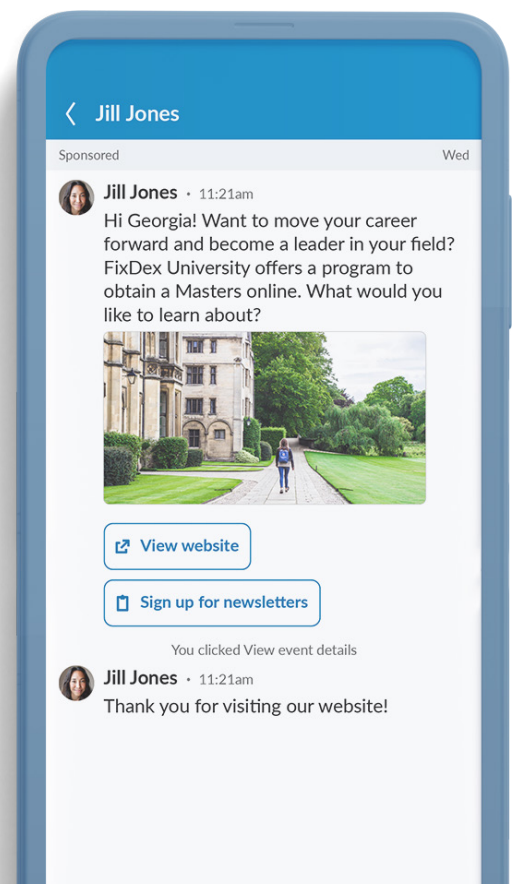 Jill Jones
Sponsored
Wed
Jill Jones • 11:21am
Hi Georgia! Want to move your career
forward and become a leader in your field?
FixDex University offers a program to
obtain a Masters online. What would you
like to learn about?
View website
Sign up for newsletters
You clicked View event details
Jill Jones • 11:21am
Thank you for visiting our website!